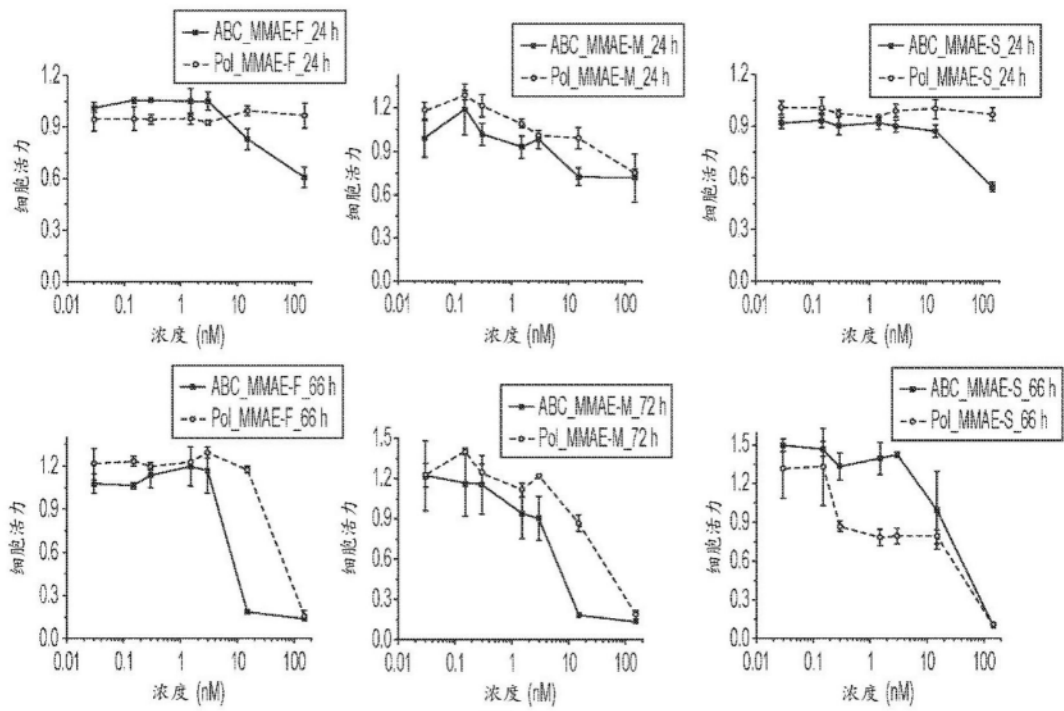 ABC_MMAE-F_24 h
Pol_MMAE-F_24 h
1.2
0.9
0.6
0.3
0.0
细胞活力
0.01 0.1 1 10 100
浓度 (nM)
ABC_MMAE-M_24 h
Pol_MMAE-M_24 h
1.2
0.9
0.6
0.3
0.0
细胞活力
0.01 0.1 1 10 100
浓度 (nM)
ABC_MMAE-S_24 h
Pol_MMAE-S_24 h
1.2
0.9
0.6
0.3
0.0
细胞活力
0.01 0.1 1 10 100
浓度 (nM)
ABC_MMAE-F_66 h
Pol_MMAE-F_66 h
1.2
0.9
0.6
0.3
0.0
细胞活力
0.01 0.1 1 10 100
浓度 (nM)
ABC_MMAE-M_72 h
Pol_MMAE-M_72 h
1.5
1.2
0.9
0.6
0.3
0.0
细胞活力
0.01 0.1 1 10 100
浓度 (nM)
ABC_MMAE-S_66 h
Pol_MMAE-S_66 h
1.5
1.2
0.9
0.6
0.3
0.0
细胞活力
0.01 0.1 1 10 100
浓度 (nM)